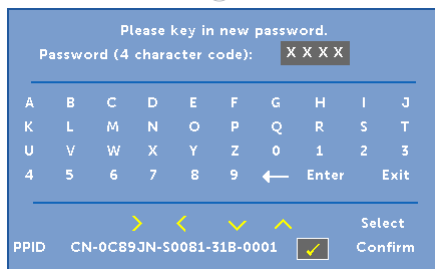 Please key in new password.
Password (4 character code): X X X X
A B C D E F G H I J
K L M N O P Q R S T
U V W X Y Z 0 1 2 3
4 5 6 7 8 9 ← Enter Exit
> < ﹀ ︿ Select
PPID CN-0C89JN-S0081-31B-0001 ✓ Confirm